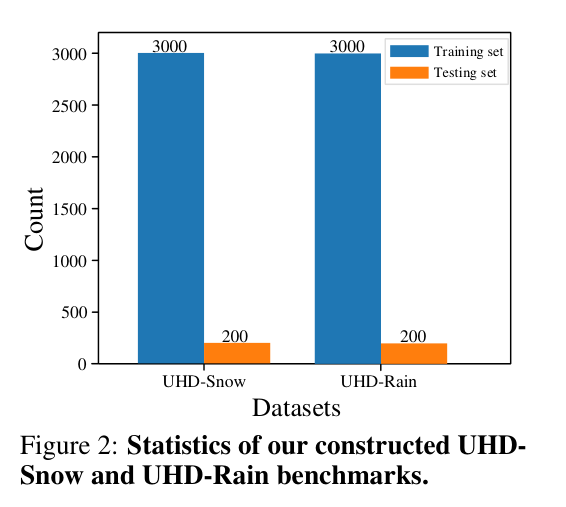 3000
3000
Training set
Testing set
3000
2500
2000
1500
1000
500
0
Count
200
200
UHD-Snow
UHD-Rain
Datasets
Figure 2: Statistics of our constructed UHD-
Snow and UHD-Rain benchmarks.